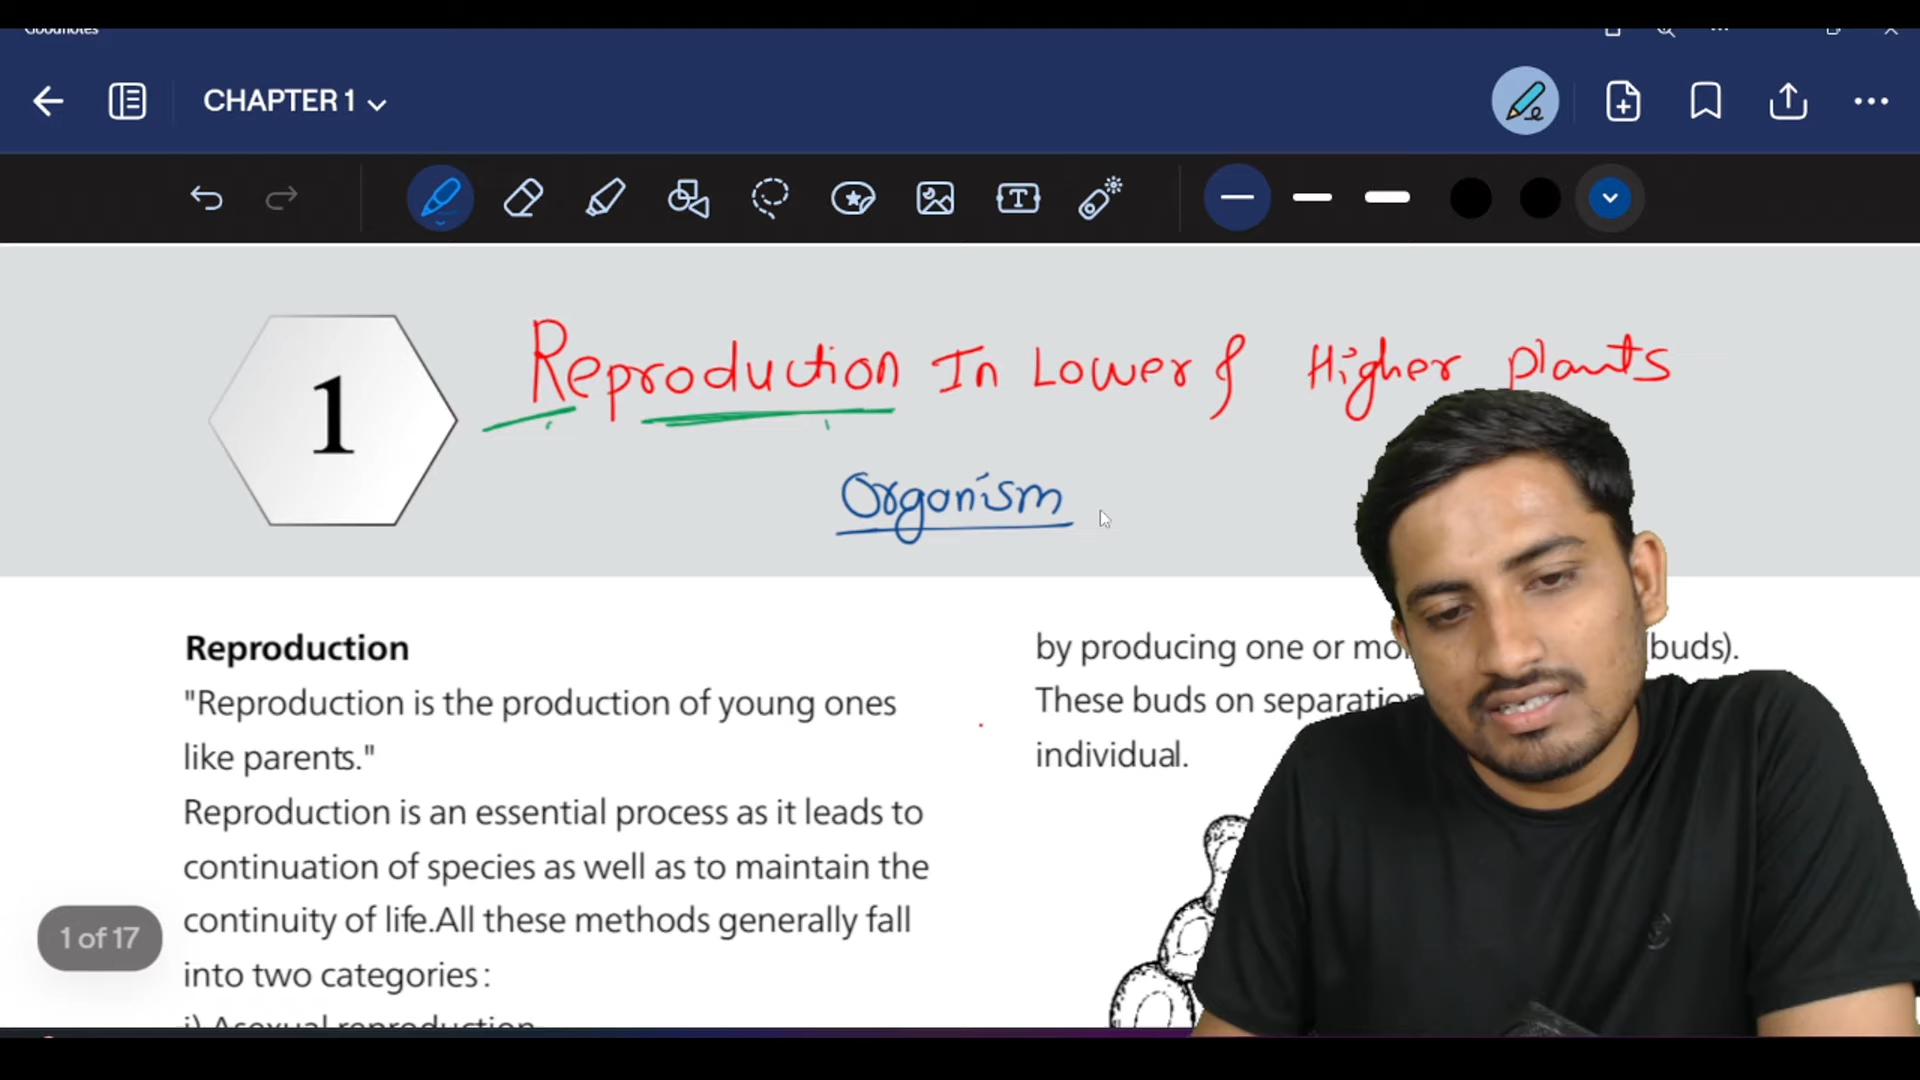 Goodnotes
CHAPTER 1
1
Reproduction In Lower & Higher plants
Organism
Reproduction
"Reproduction is the production of young ones
like parents."
Reproduction is an essential process as it leads to
continuation of species as well as to maintain the
continuity of life.All these methods generally fall
into two categories :
i) Asexual reproduction
by producing one or buds).
These buds on
individual.
1 of 17